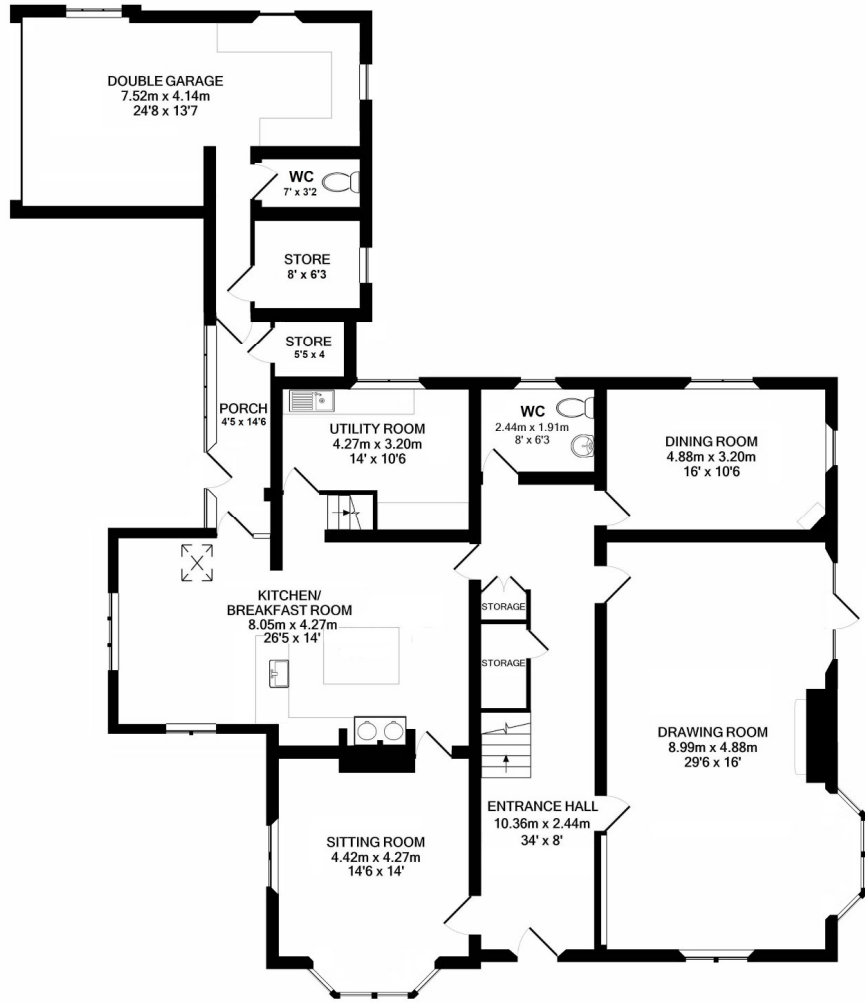 DOUBLE GARAGE
7.52m x 4.14m
24'8 x 13'7
WC
7' x 3'2
STORE
8' x 6'3
STORE
5'5 x 4
PORCH
4'5 x 14'6
UTILITY ROOM
4.27m x 3.20m
14' x 10'6
WC
2.44m x 1.91m
8' x 6'3
DINING ROOM
4.88m x 3.20m
16' x 10'6
KITCHEN/
BREAKFAST ROOM
8.05m x 4.27m
26'5 x 14'
STORAGE
STORAGE
DRAWING ROOM
8.99m x 4.88m
29'6 x 16'
ENTRANCE HALL
10.36m x 2.44m
34' x 8'
SITTING ROOM
4.42m x 4.27m
14'6 x 14'